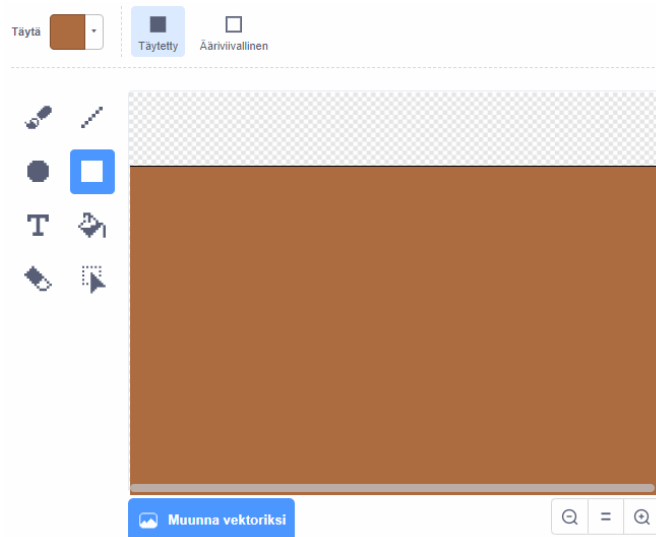 Täytä
Täytetty
Ääriviivallinen
T
Muunna vektoriksi